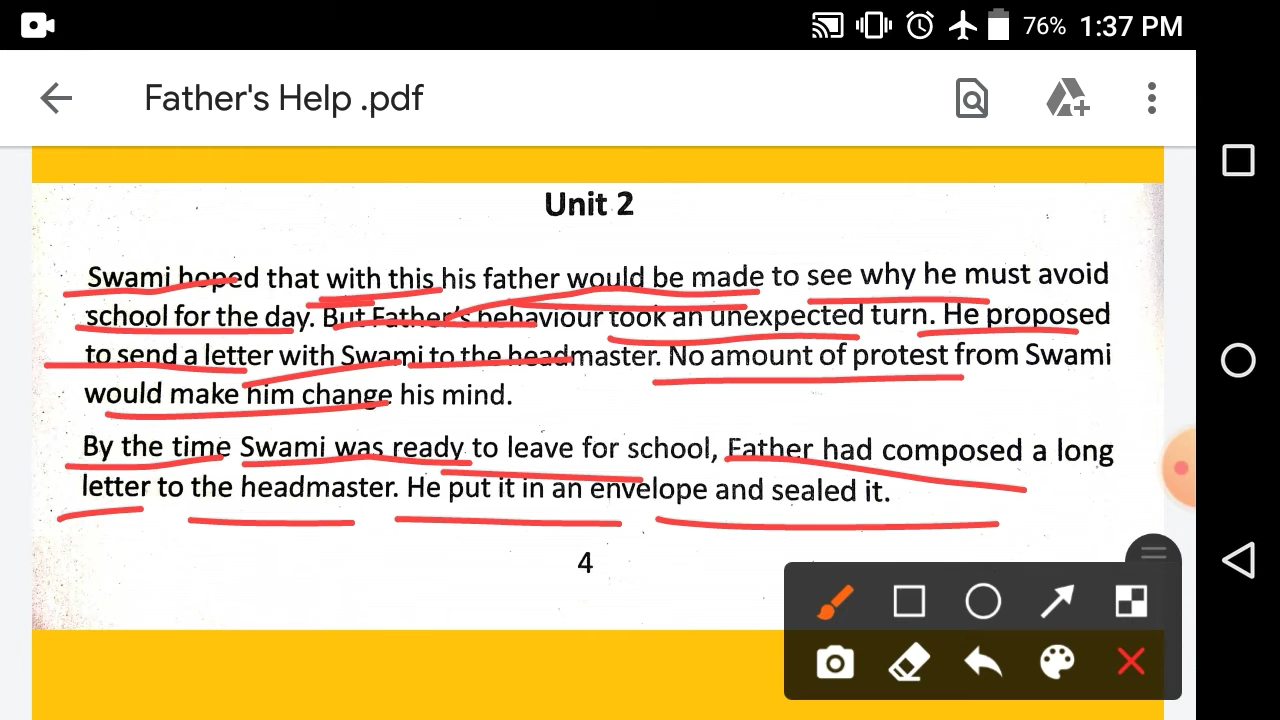 76% 1:37 PM
Father's Help .pdf
Unit 2
Swami hoped that with this his father would be made to see why he must avoid
school for the day. But Father's behaviour took an unexpected turn. He proposed
to send a letter with Swami to the headmaster. No amount of protest from Swami
would make him change his mind.
By the time Swami was ready to leave for school, Father had composed a long
letter to the headmaster. He put it in an envelope and sealed it.
4